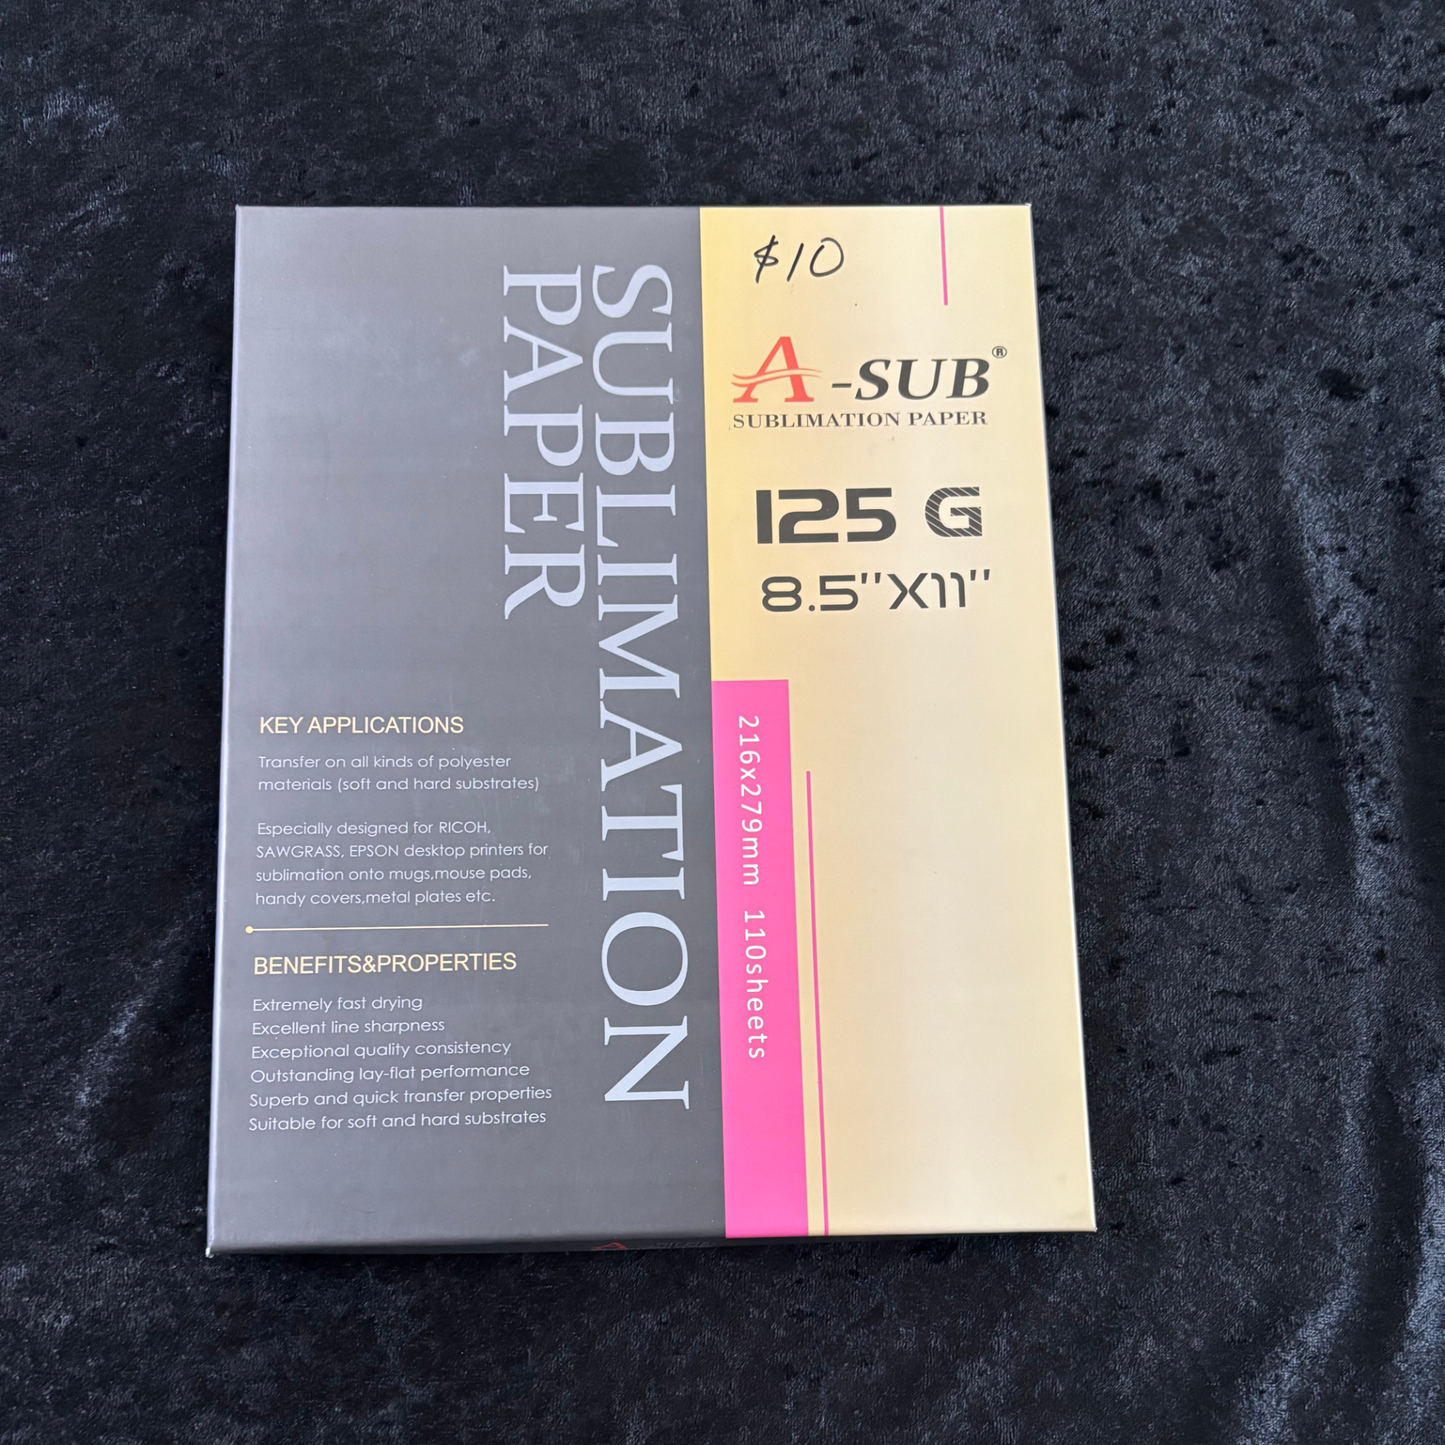 $10
A-SUB®
SUBLIMATION PAPER
125 G
8.5"X11"
216x279mm 110sheets
SUBLIMATION
PAPER
KEY APPLICATIONS
Transfer on all kinds of polyester
materials (soft and hard substrates)
Especially designed for RICOH,
SAWGRASS, EPSON desktop printers for
sublimation onto mugs,mouse pads,
handy covers,metal plates etc.
BENEFITS&PROPERTIES
Extremely fast drying
Excellent line sharpness
Exceptional quality consistency
Outstanding lay-flat performance
Superb and quick transfer properties
Suitable for soft and hard substrates